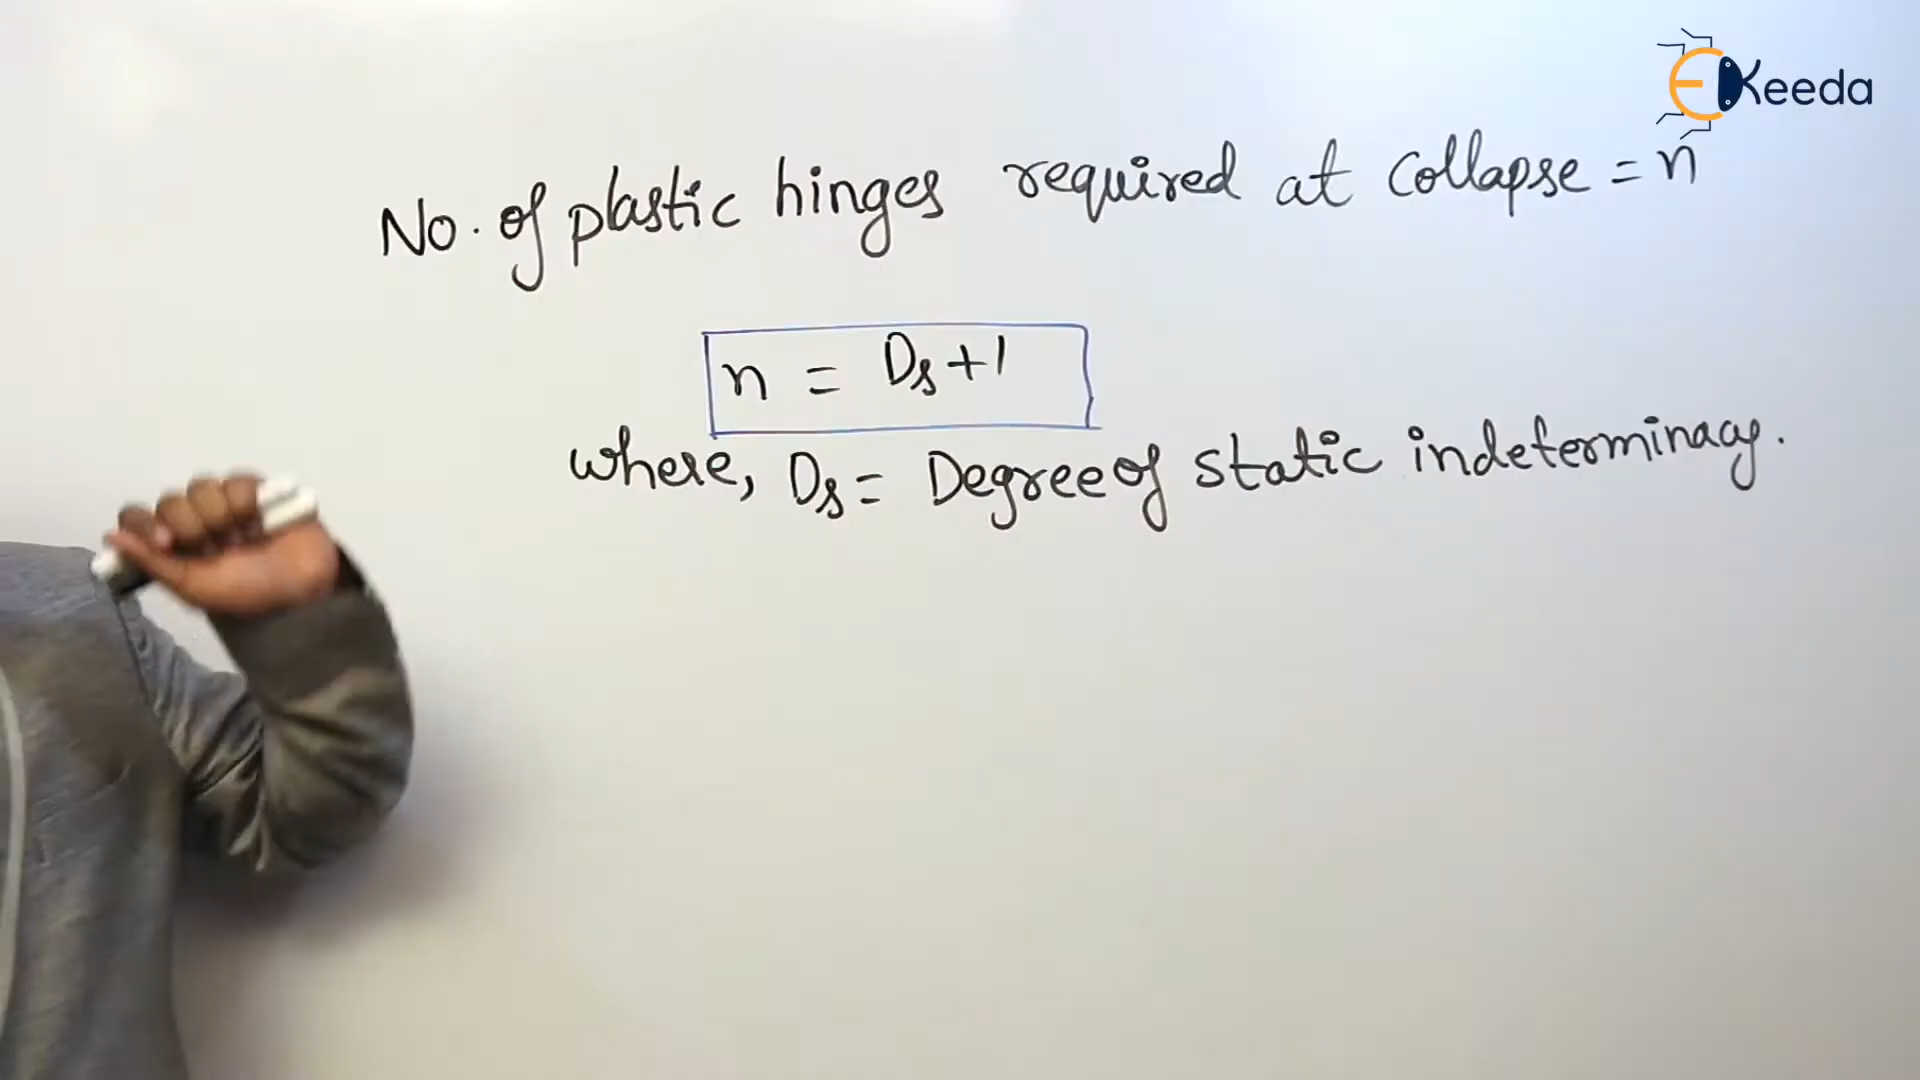 EKeeda
No. of plastic hinges required at collapse = n
n = Ds+1
where, Ds = Degree of static indeterminacy.